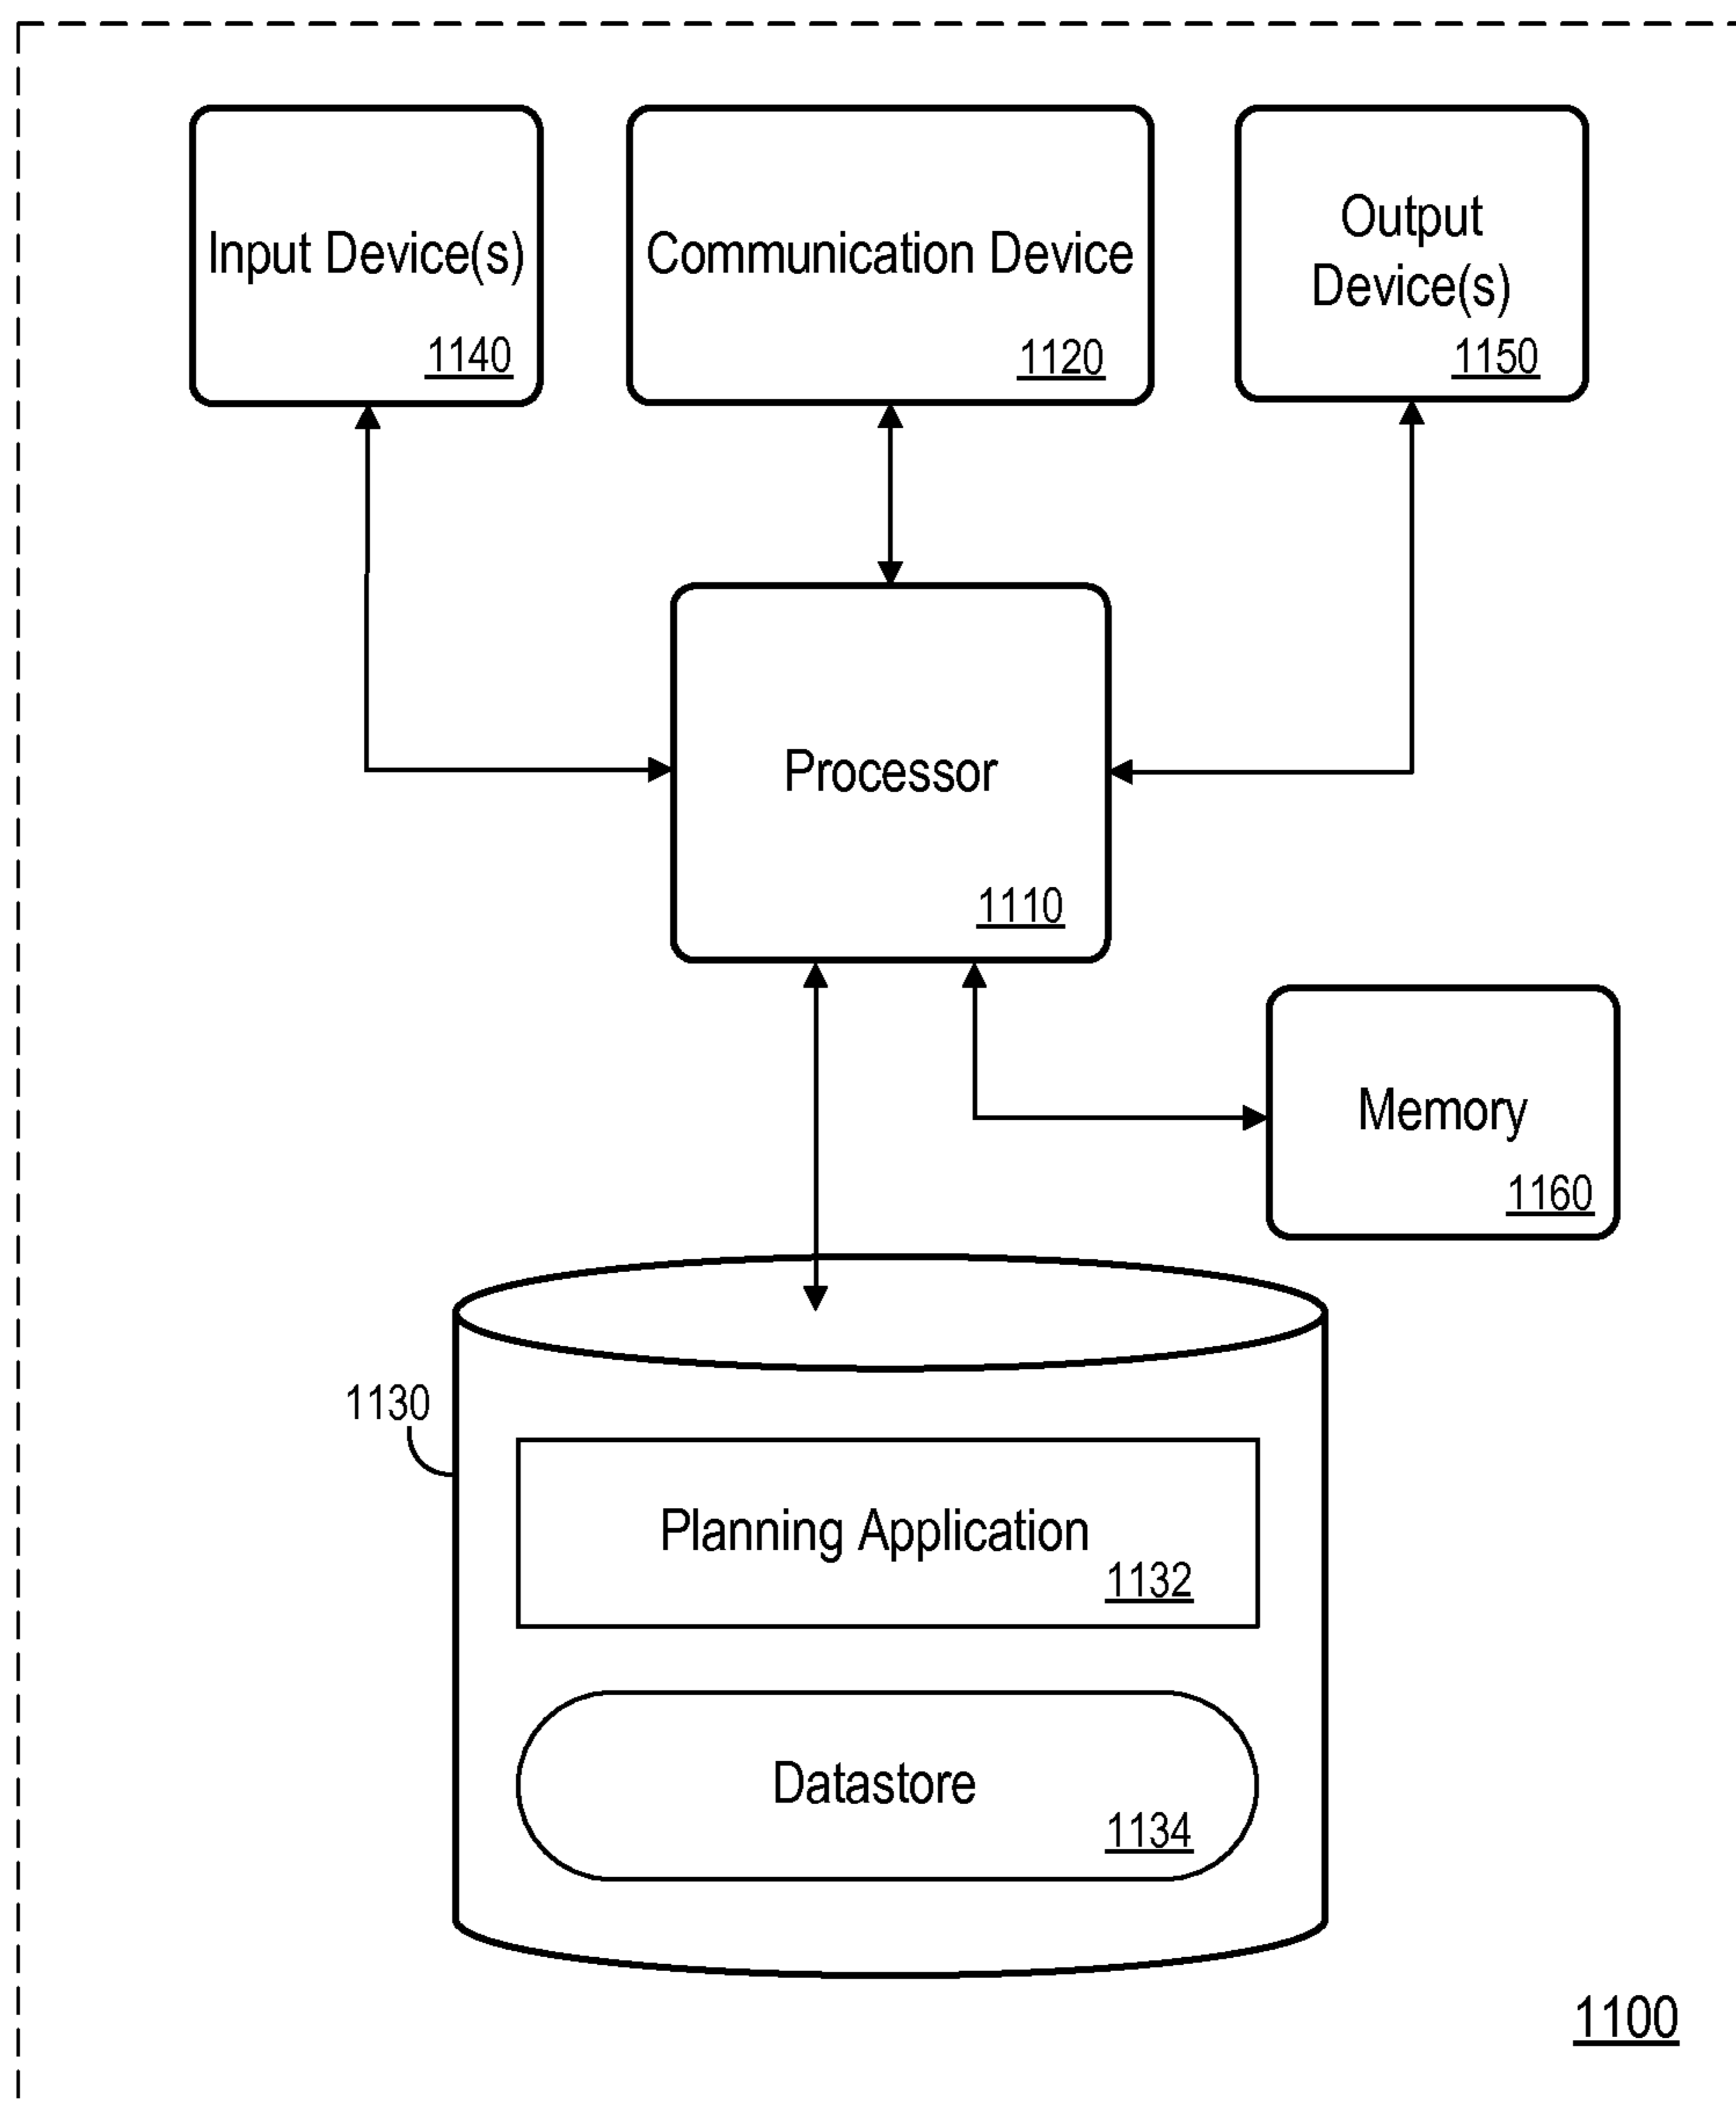 Input Device(s)
1140
Communication Device
1120
Output
Device(s)
1150
Processor
1110
Memory
1160
1130
Planning Application
1132
Datastore
1134
1100